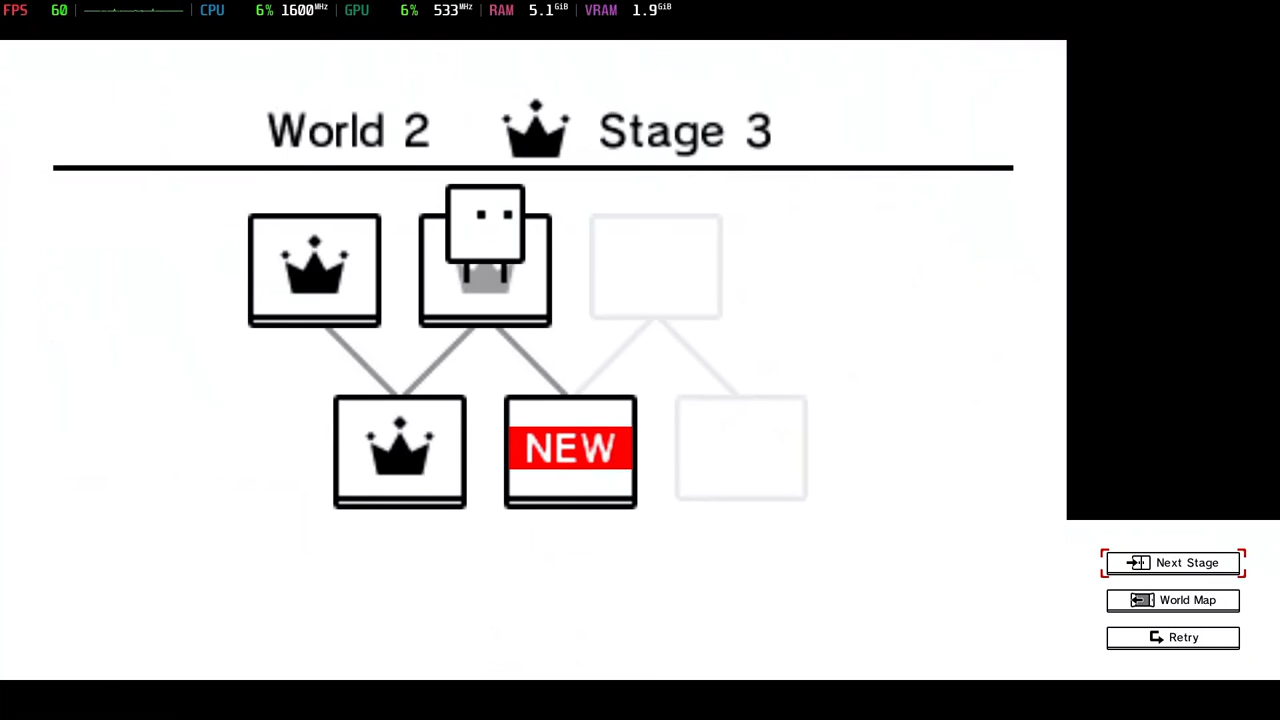 FPS 60 CPU 6% 1600MHz GPU 6% 533MHz RAM 5.1GiB VRAM 1.9GiB
World 2 Stage 3
NEW
Next Stage
World Map
Retry